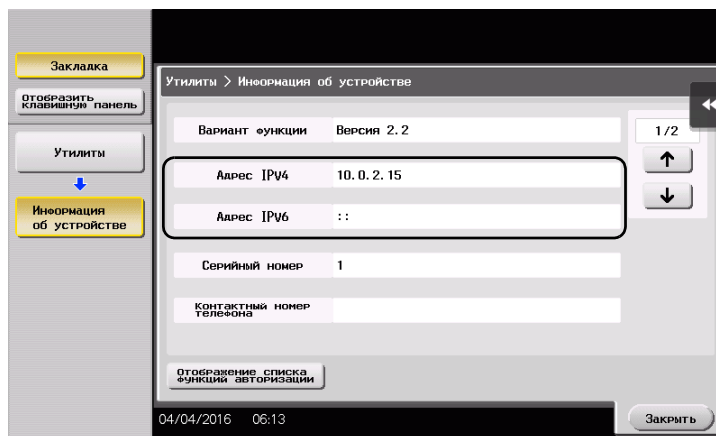 Закладка
Отобразить
клавишную панель
Утилиты
Информация
об устройстве
Утилиты > Информация об устройстве
Вариант функции Версия 2.2
Адрес IPV4 10.0.2.15
Адрес IPV6 ::
Серийный номер 1
Контактный номер
телефона
1/2
Отображение списка
функций авторизации
04/04/2016 06:13
Закрыть